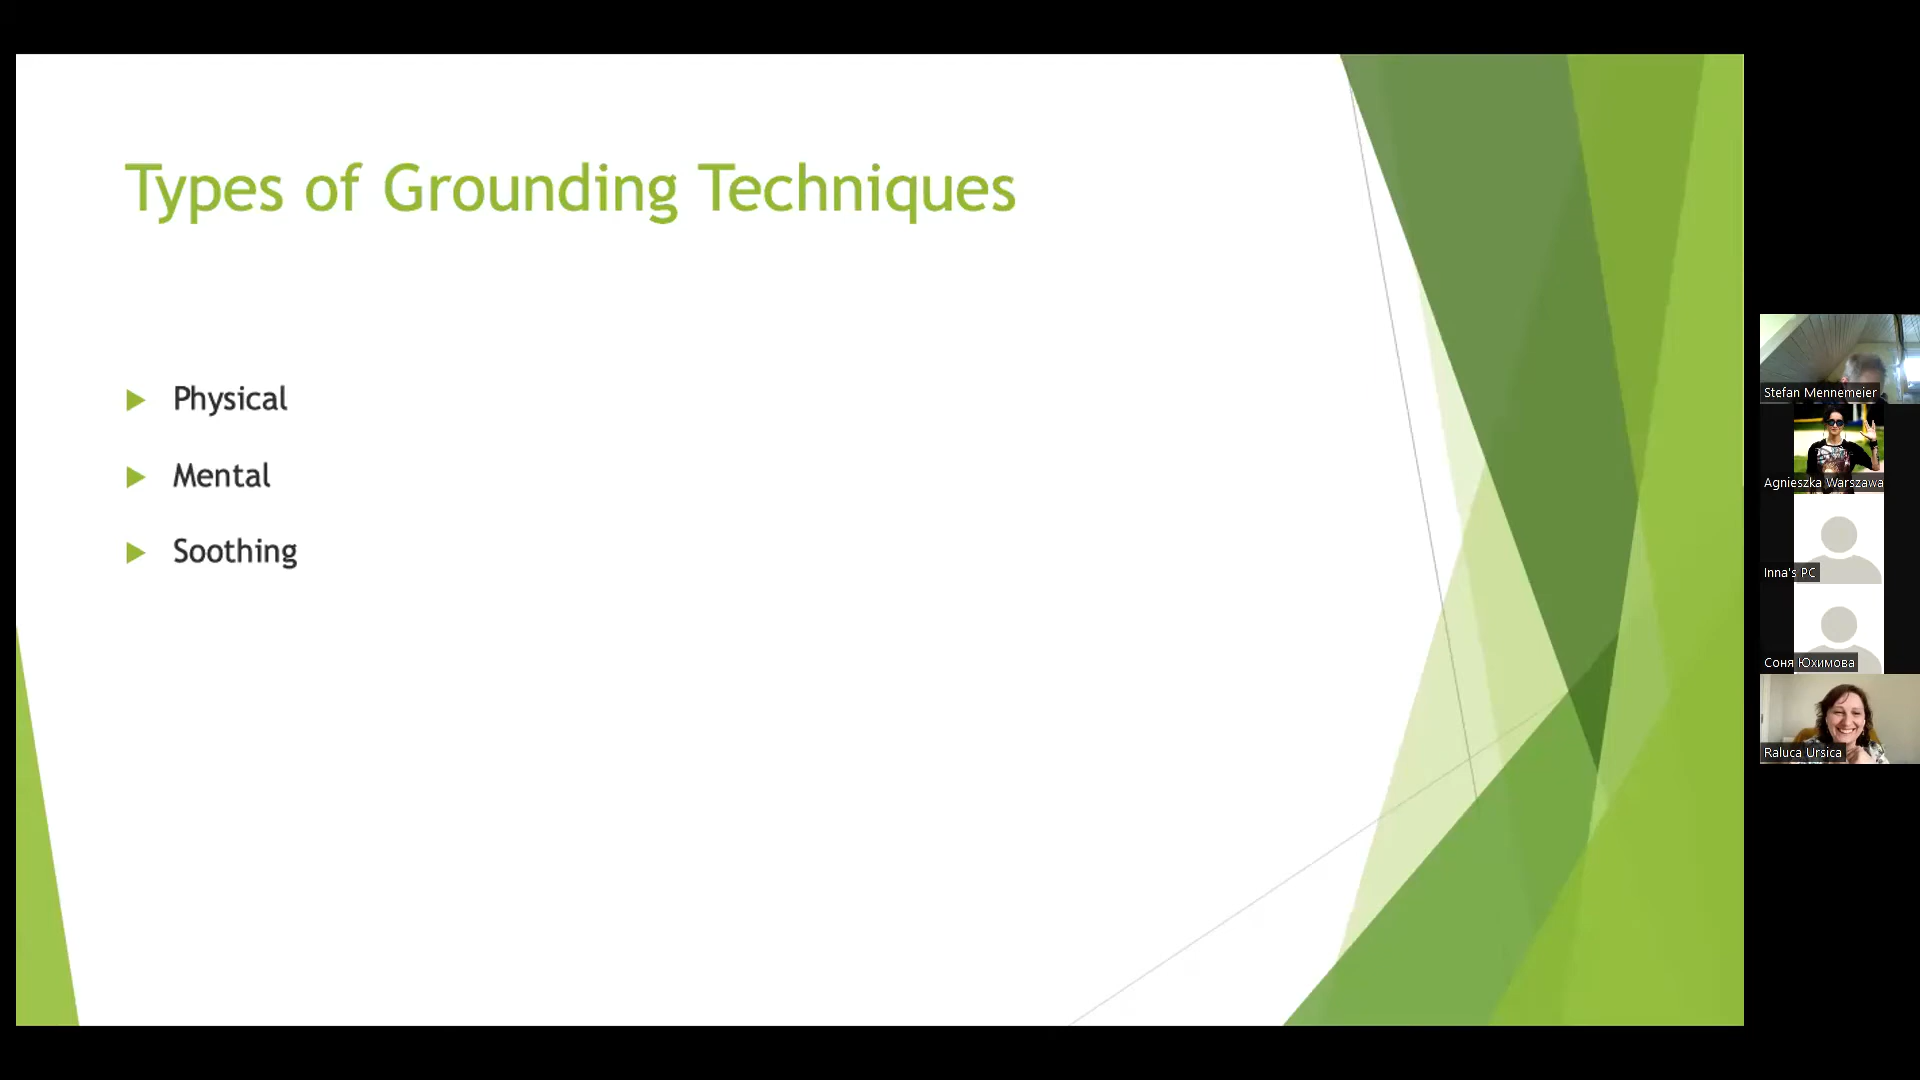 Types of Grounding Techniques
Physical
Mental
Soothing
Stefan Mennemeier
Agnieszka Warszawa
Inna's PC
Соня Юхимова
Raluca Ursica